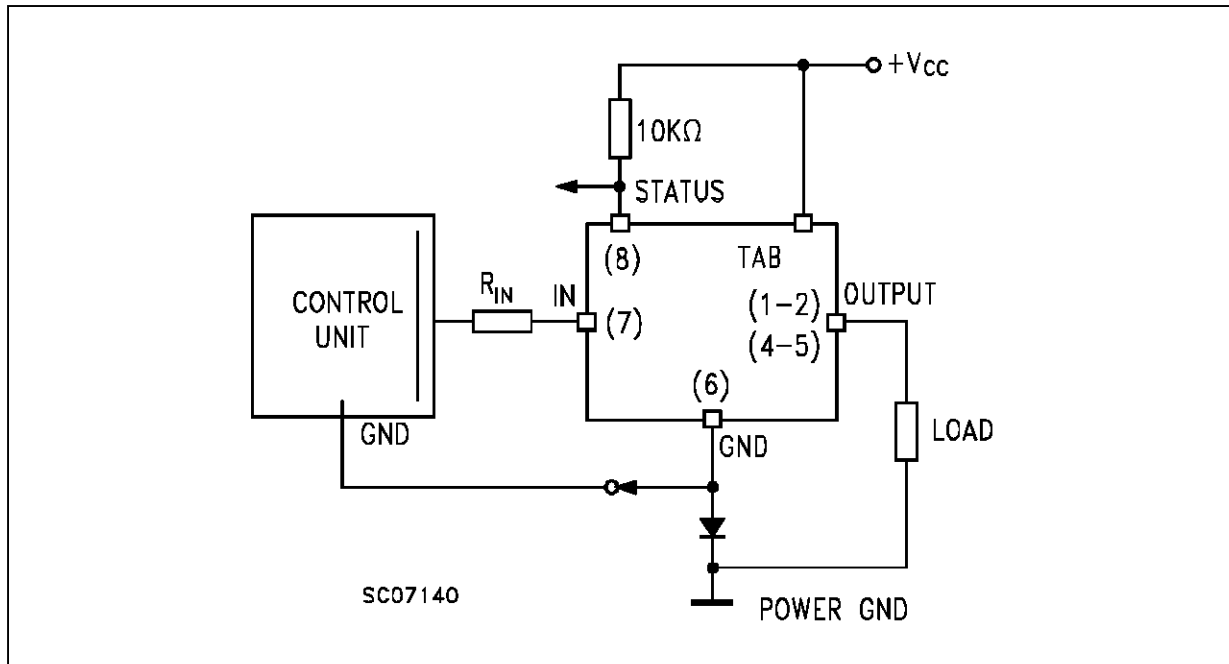 +VCC
10KΩ
STATUS
(8)
TAB
RIN
IN
(7)
(1-2)
OUTPUT
(4-5)
CONTROL
UNIT
(6)
GND
GND
LOAD
SC07140
POWER GND